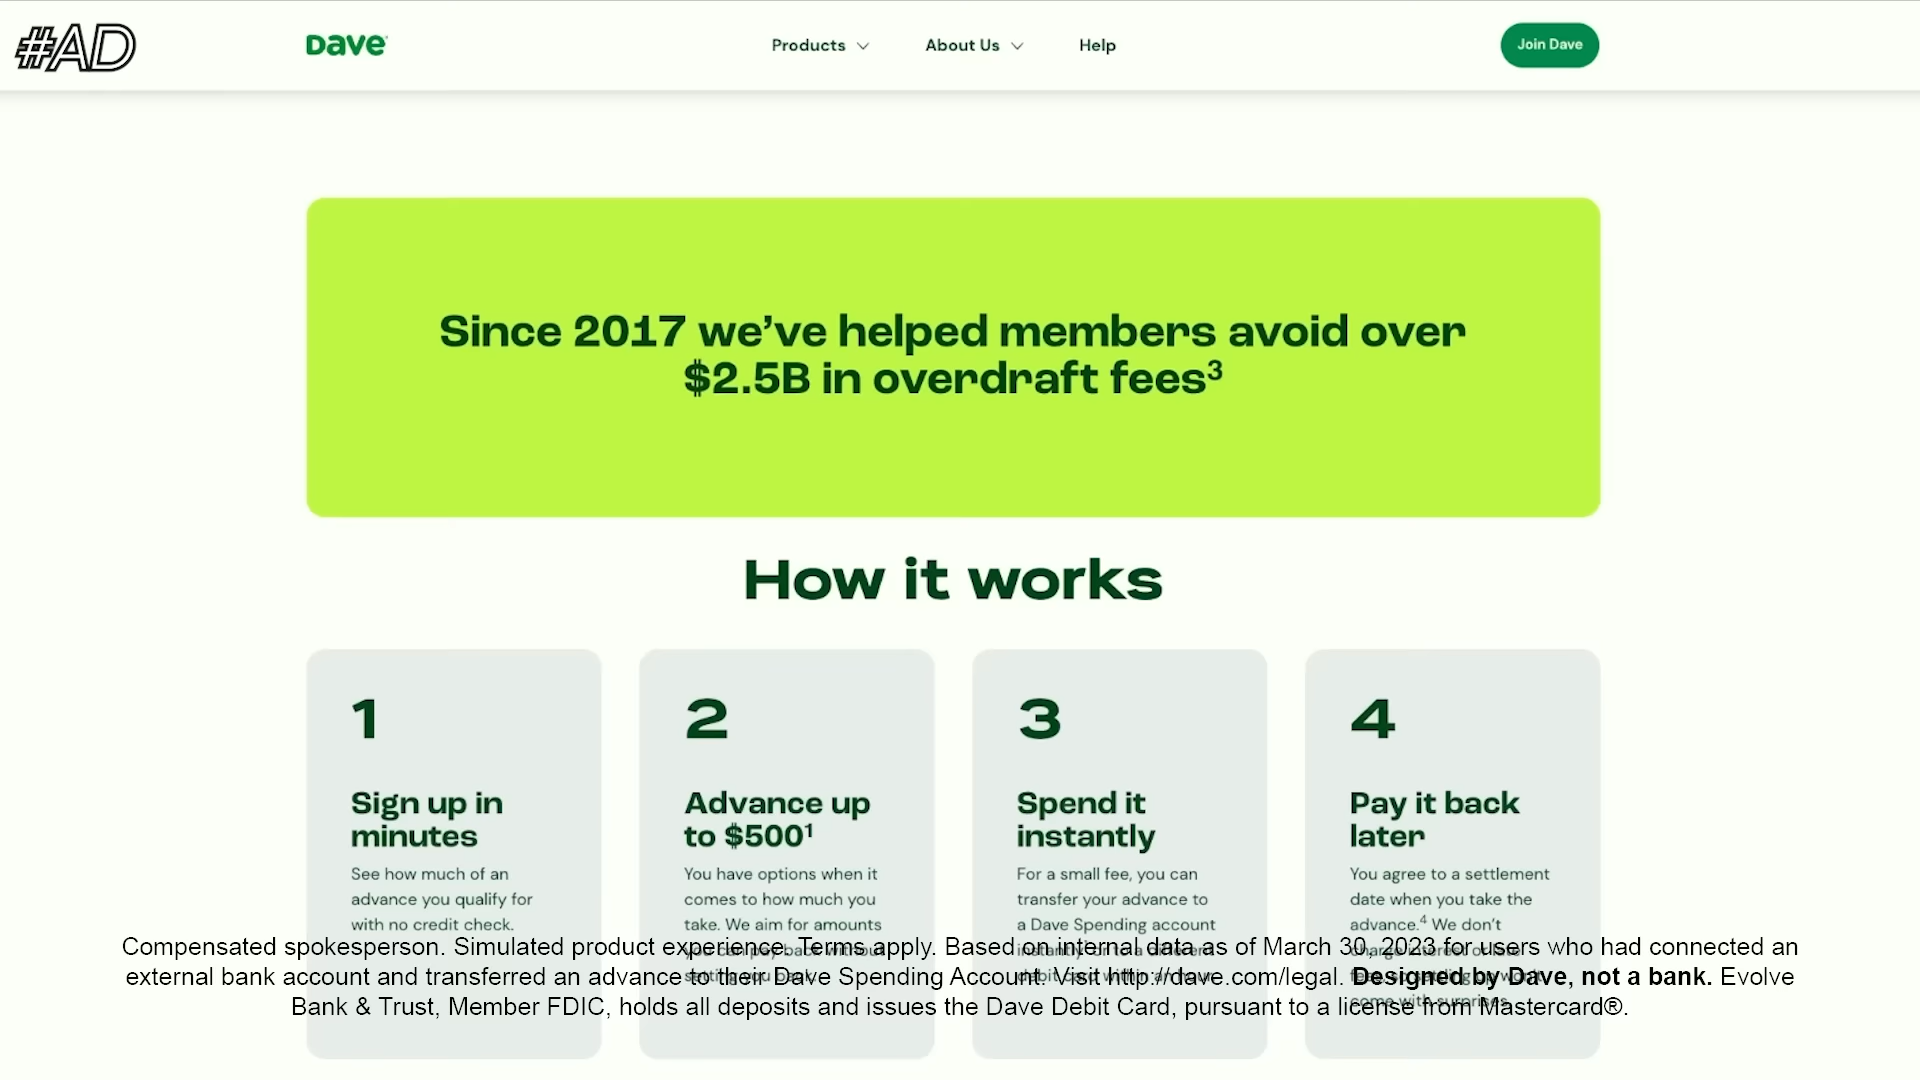 #AD
Dave
Products
About Us
Help
Join Dave
Since 2017 we’ve helped members avoid over
$2.5B in overdraft fees³
How it works
1
Sign up in
minutes
See how much of an
advance you qualify for
with no credit check.
2
Advance up
to $500¹
You have options when it
comes to how much you
take. We aim for amounts
you can pay back without
3
Spend it
instantly
For a small fee, you can
transfer your advance to
a Dave Spending account
4
Pay it back
later
You agree to a settlement
date when you take the
advance.⁴ We don’t
come with surprises.
Compensated spokesperson. Simulated product experience. Terms apply. Based on internal data as of March 30, 2023 for users who had connected an
external bank account and transferred an advance to their Dave Spending Account. Visit http://dave.com/legal. Designed by Dave, not a bank. Evolve
Bank & Trust, Member FDIC, holds all deposits and issues the Dave Debit Card, pursuant to a license from Mastercard®.